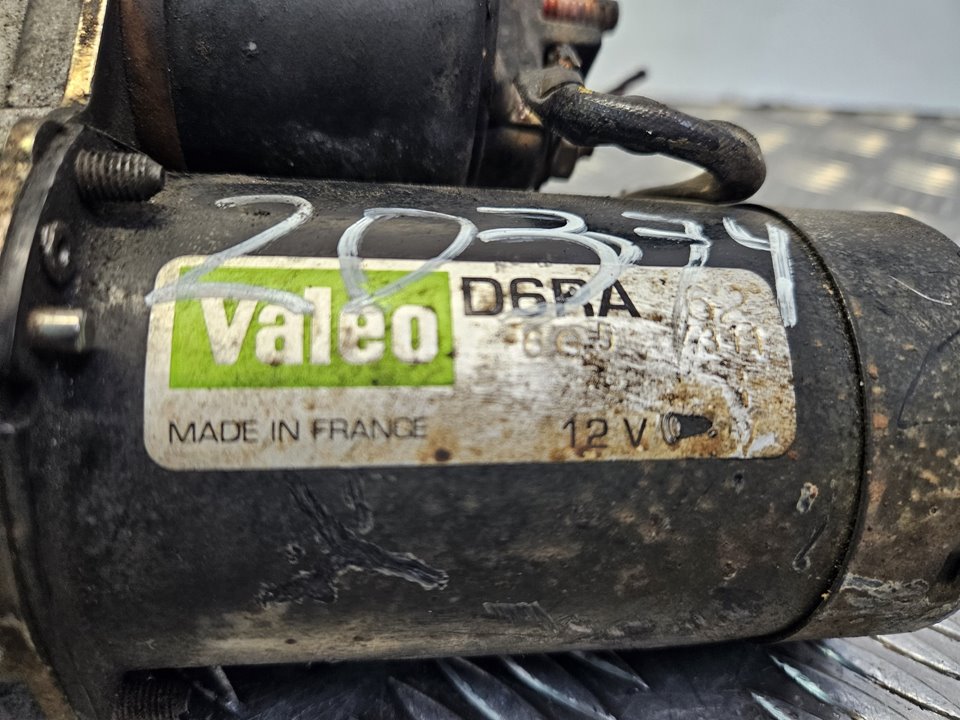 20374
Valeo D6RA
MADE IN FRANCE 12 V